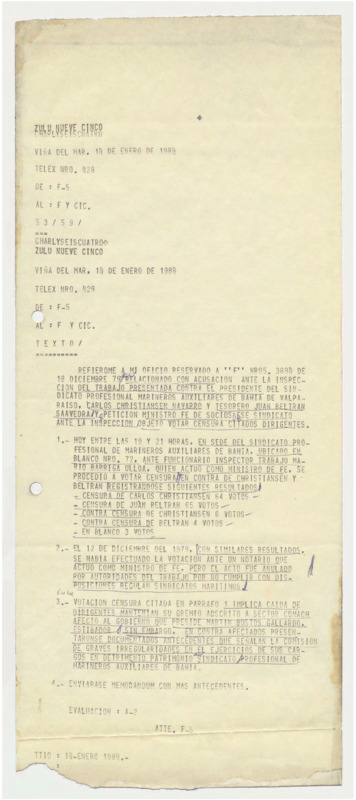 ZULU NUEVE CINCO
CHARLYSEISCUATRO
VIÑA DEL MAR, 10 DE ENERO DE 1980
TELEX NRO. 029
DE : F-5
AL : F Y CIC.
53/59/
===
CHARLYSEISCUATRO
ZULU NUEVE CINCO
VIÑA DEL MAR, 10 DE ENERO DE 1980
TELEX NRO. 029
DE : F-5
AL : F Y CIC.
TEXTO/
==========
REFIEROME A MI OFICIO RESERVADO A "F" NROS. DE
18 DICIEMBRE 79 RELACIONADO CON ACUSACION ANTE LA INSPEC-
CION DEL TRABAJO PRESENTADA CONTRA EL PRESIDENTE DEL SIN-
DICATO PROFESIONAL MARINEROS AUXILIARES DE BAHIA DE VALPA-
RAISO, CARLOS CHRISTIANSEN NAVARDO Y TESORERO JUAN BELTRAN
SAAVEDRA, PETICION MINISTRO FE DE SOCIOS ESE SINDICATO
ANTE LA INSPECCION OBJETO VOTAR CENSURA CITADOS DIRIGENTES.
1.- HOY ENTRE LAS 19 Y 21 HORAS, EN SEDE DEL SINDICATO PRO-
FESIONAL DE MARINEROS AUXILIARES DE BAHIA, UBICADO EN
BLANCO NRO. 72, ANTE FUNCIONARIO INSPECTOR TRABAJO MA-
RIO BARRIGA ULLOA, QUIEN ACTUO COMO MINISTRO DE FE, SE
PROCEDIO A VOTAR CENSURA EN CONTRA DE CHRISTIANSEN Y
BELTRAN REGISTRANDOSE SIGUIENTES RESULTADOS
- CENSURA DE CARLOS CHRISTIANSEN 64 VOTOS
- CENSURA DE JUAN BELTRAN 65 VOTOS
- CONTRA CENSURA DE CHRISTIANSEN 6 VOTOS
- CONTRA CENSURA DE BELTRAN 4 VOTOS
- EN BLANCO 3 VOTOS
2.- EL 12 DE DICIEMBRE DEL 1979, CON SIMILARES RESULTADOS,
SE HABIA EFECTUADO LA VOTACION ANTE UN NOTARIO QUE
ACTUO COMO MINISTRO DE FE, PERO EL ACTO FUE ANULADO
POR AUTORIDADES DEL TRABAJO POR NO CUMPLIR CON DIS-
POSICIONES REGULAN SINDICATOS MARITIMOS
3.- VOTACION CENSURA CITADA EN PARRAFO 1 IMPLICA CAIDA DE
DIRIGENTES MANTENIAN SU GREMIO ADSCRITO A SECTOR COMACH
AFECTO AL GOBIERNO QUE PRESIDE MARTIN BUSTOS GALLARDO,
SIN EMBARGO, EN CONTRA AFECTADOS PRESEN-
TARONSE DOCUMENTADOS ANTECEDENTES QUE SEÑALAN LA COMISION
DE GRAVES IRREGULARIDADES EN EL EJERCICIOS DE SUS CAR-
GOS EN DETRIMENTO PATRIMONIO SINDICATO PROFESIONAL DE
MARINEROS AUXILIARES DE BAHIA.
4.- ENVIARASE MEMORANDUM CON MAS ANTECEDENTES.
EVALUACION : A-2
ATTE. F-5
TTIO : 10-ENERO 1980.-